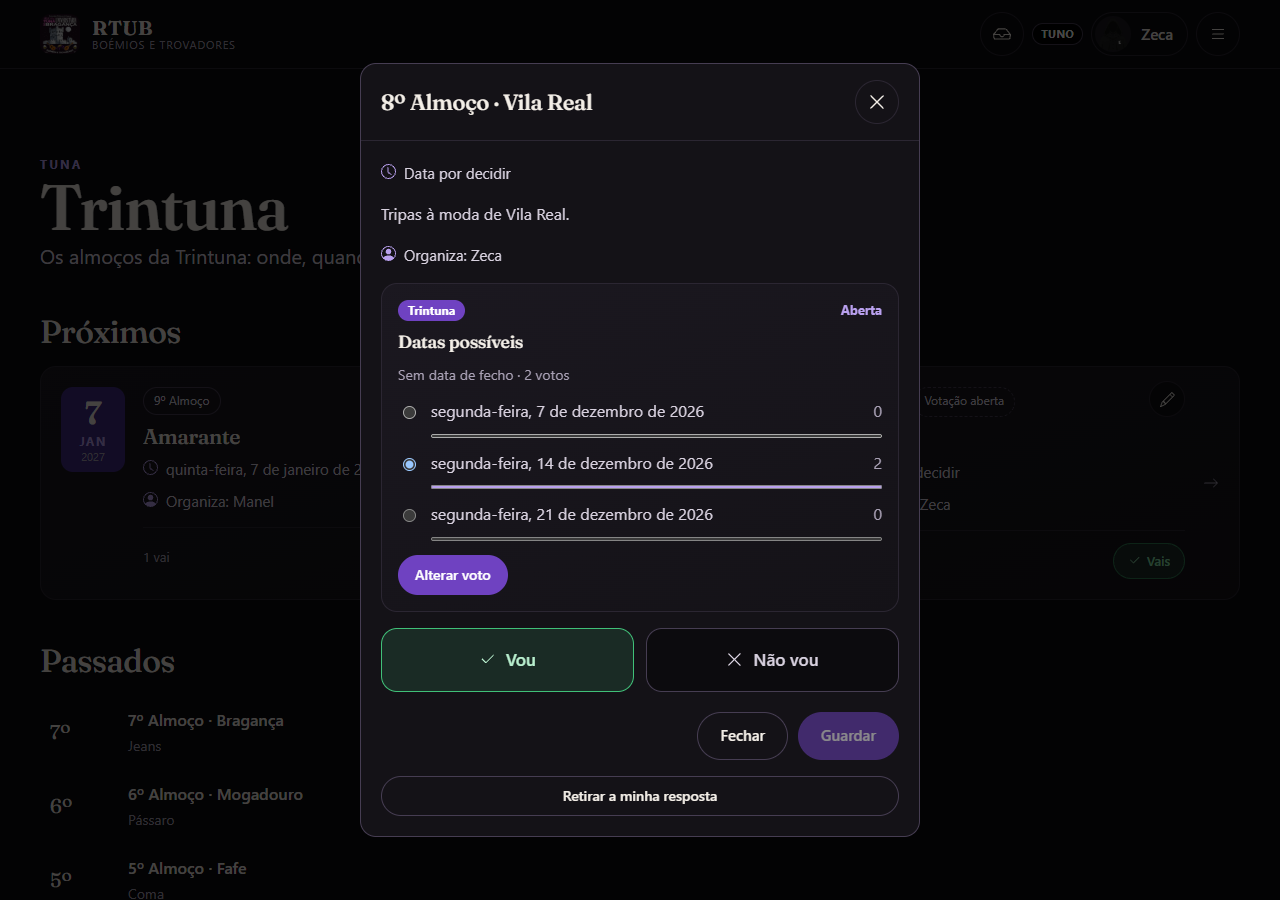 RTUB
BOÉMIOS E TROVADORES
TUNO
Zeca
8º Almoço · Vila Real
Data por decidir
Tripas à moda de Vila Real.
Organiza: Zeca
Trintuna
Aberta
Datas possíveis
Sem data de fecho · 2 votos
segunda-feira, 7 de dezembro de 2026
0
segunda-feira, 14 de dezembro de 2026
2
segunda-feira, 21 de dezembro de 2026
0
Alterar voto
Vou
Não vou
Fechar
Guardar
Retirar a minha resposta
TUNA
Trintuna
Os almoços da Trintuna: onde,
Próximos
7
JAN
2027
9º Almoço
Amarante
quinta-feira, 7 de janeiro de
Organiza: Manel
1 vai
Votação aberta
Zeca
Vais
Passados
7º
7º Almoço · Bragança
Jeans
6º
6º Almoço · Mogadouro
Pássaro
5º
5º Almoço · Fafe
Coma